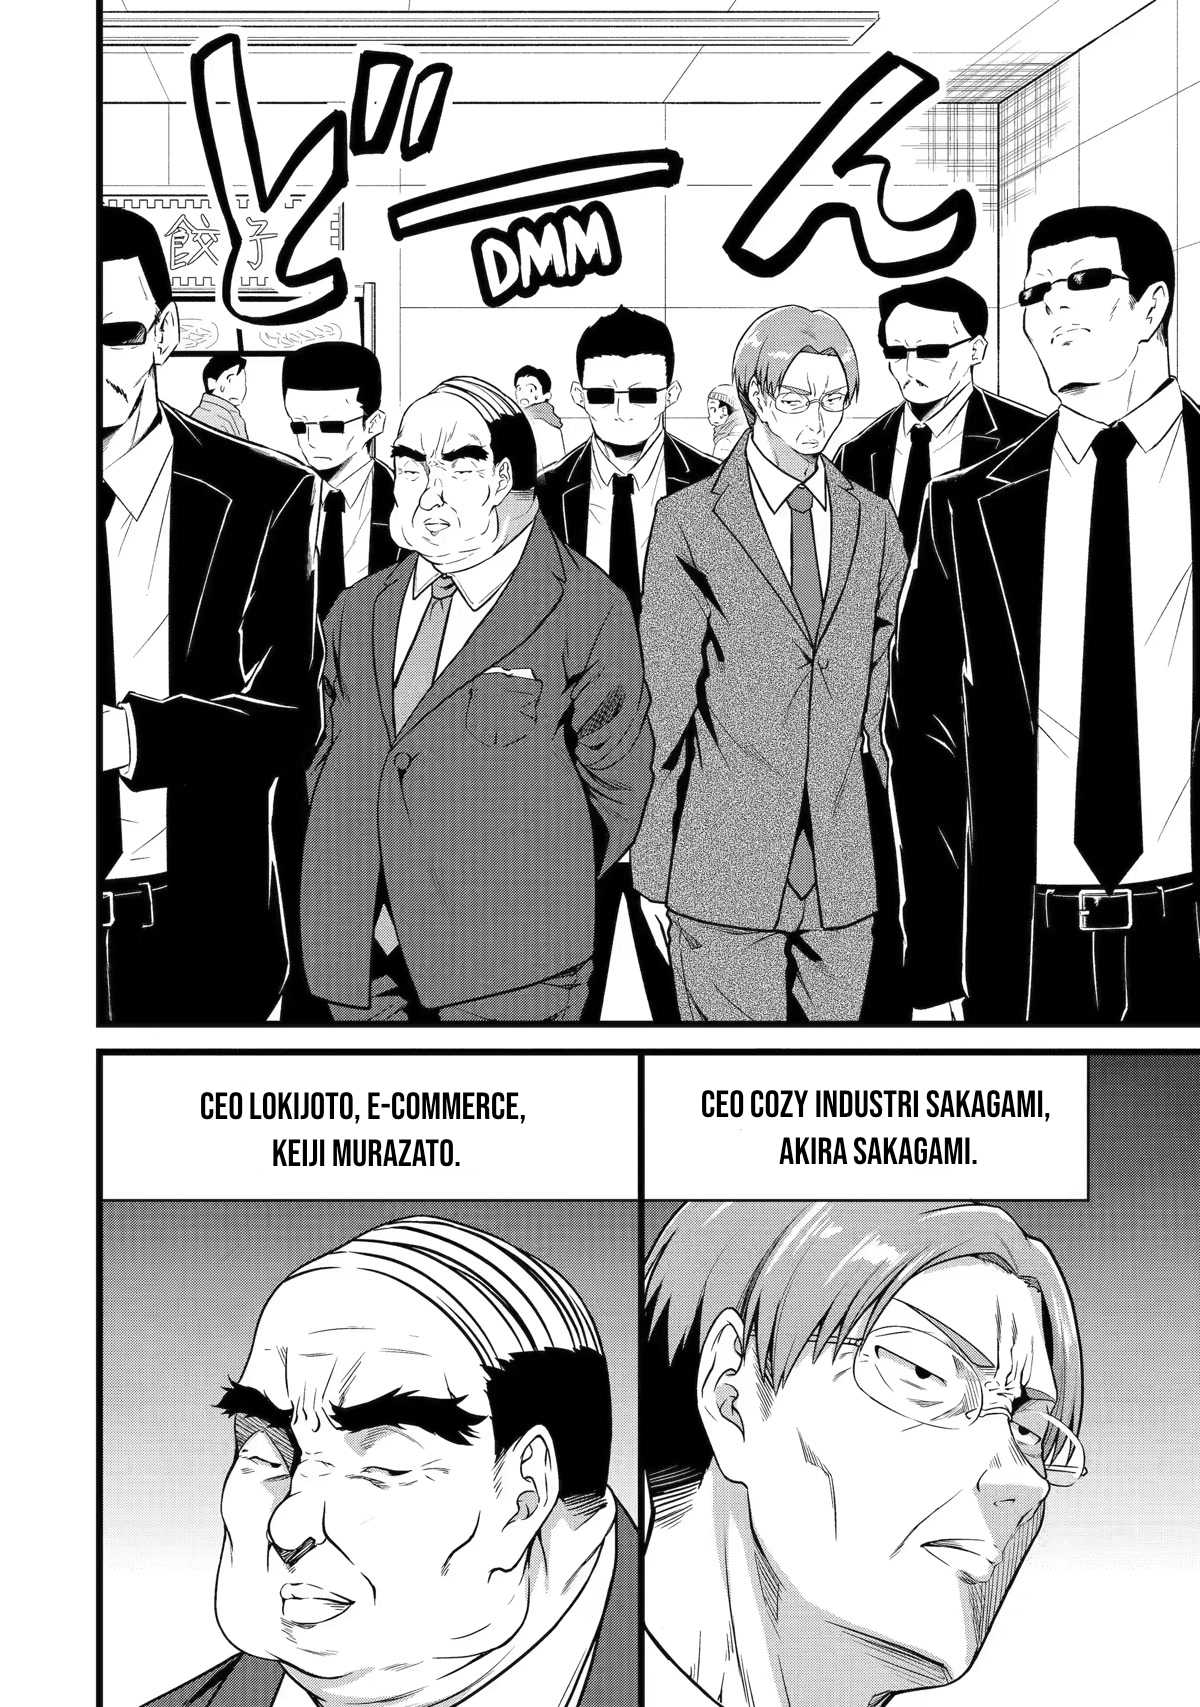 どーん
DMM
餃子
CEO COZY INDUSTRI SAKAGAMI,
AKIRA SAKAGAMI.
CEO LOKIJOTO, E-COMMERCE,
KEIJI MURAZATO.